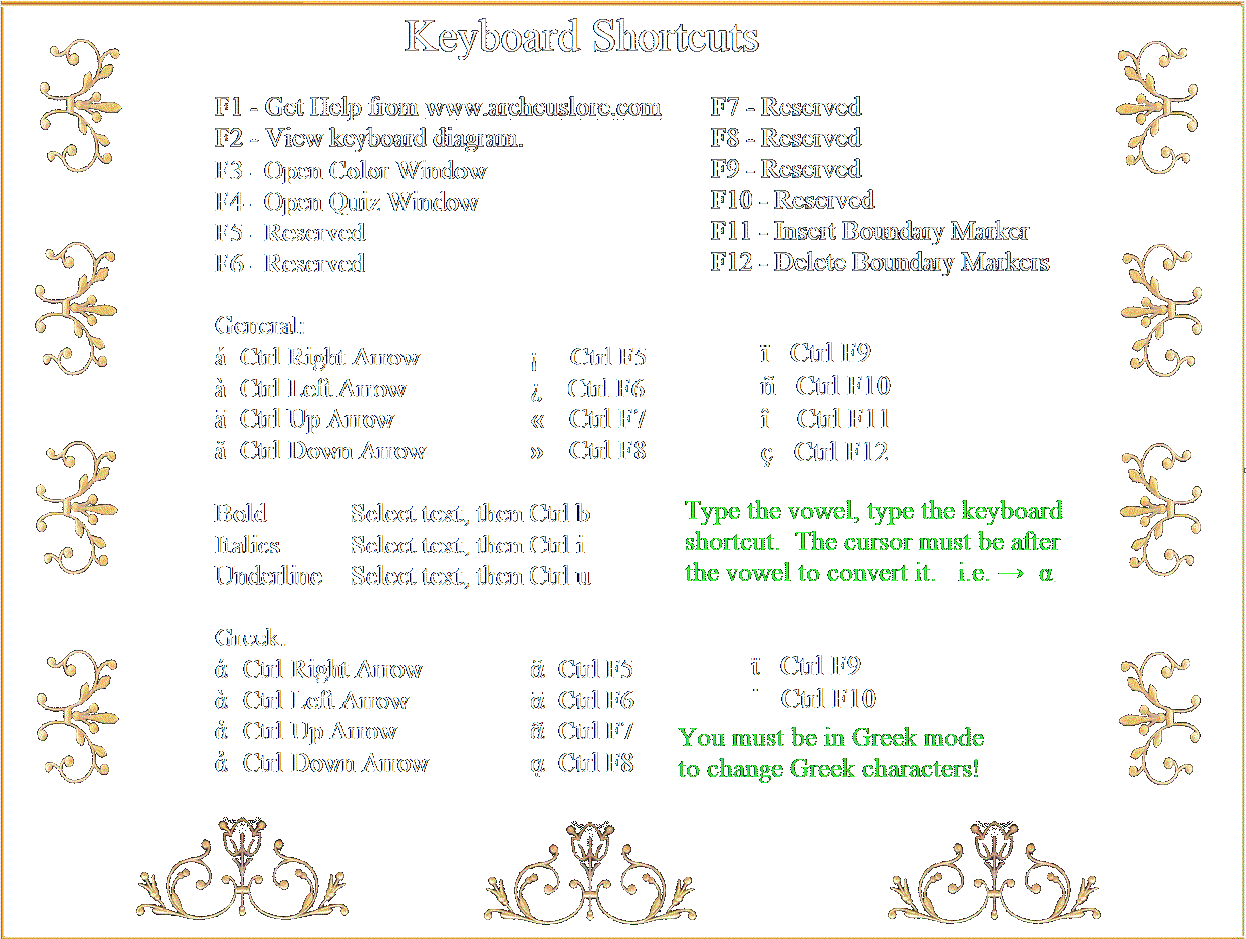 Keyboard Shortcuts
F1 - Get Help from www.archeuslore.com
F2 - View keyboard diagram.
F3 - Open Color Window
F4 - Open Quiz Window
F5 - Reserved
F6 - Reserved
F7 - Reserved
F8 - Reserved
F9 - Reserved
F10 - Reserved
F11 - Insert Boundary Marker
F12 - Delete Boundary Markers
General:
á Ctrl Right Arrow
à Ctrl Left Arrow
ä Ctrl Up Arrow
ã Ctrl Down Arrow
¡ Ctrl F5
¿ Ctrl F6
« Ctrl F7
» Ctrl F8
Ctrl F9
ñ Ctrl F10
î Ctrl F11
ç Ctrl F12
Bold Select text, then Ctrl b
Italics Select text, then Ctrl i
Underline Select text, then Ctrl u
Type the vowel, type the keyboard
shortcut. The cursor must be after
the vowel to convert it. i.e. → α
Greek.
ά Ctrl Right Arrow
ὰ Ctrl Left Arrow
Ctrl Up Arrow
Ctrl Down Arrow
Ctrl F5
Ctrl F6
Ctrl F7
ᾳ Ctrl F8
Ctrl F9
Ctrl F10
You must be in Greek mode
to change Greek characters!